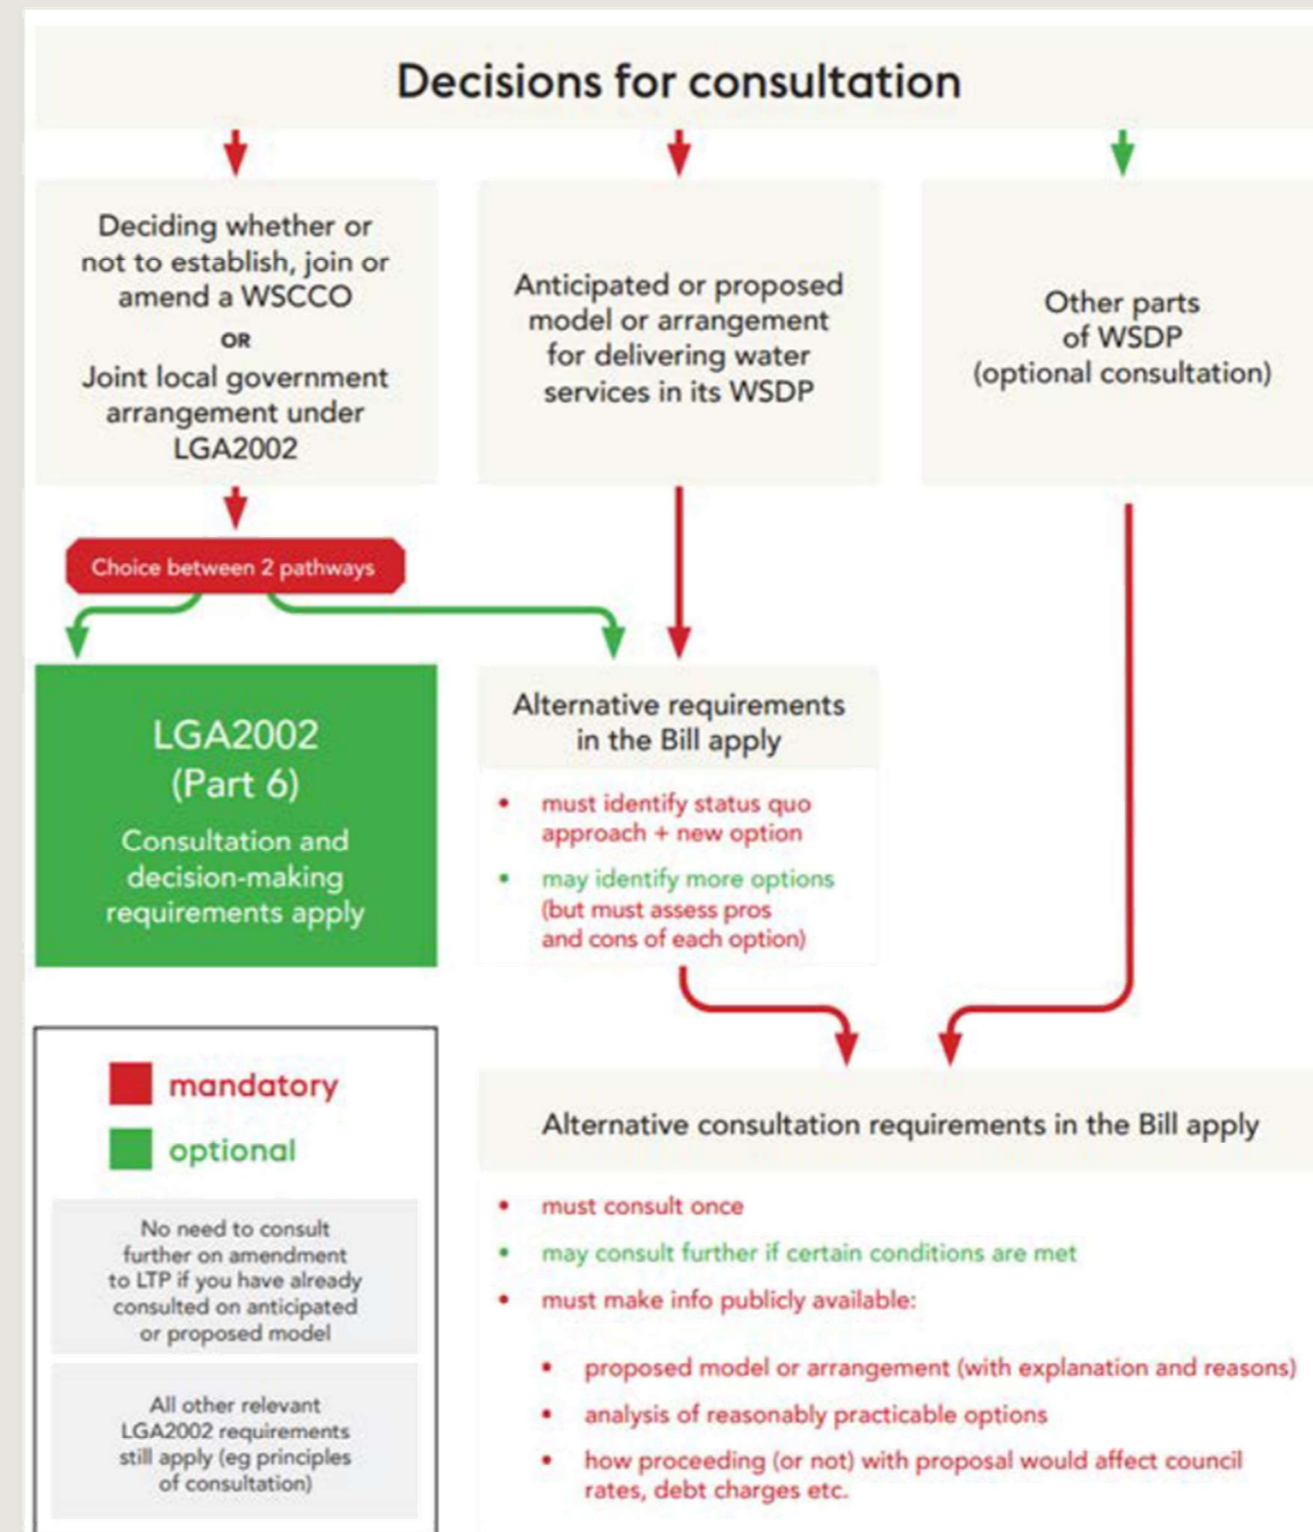 Decisions for consultation
Deciding whether or
not to establish, join or
amend a WSCCO
OR
Joint local government
arrangement under
LGA2002
Anticipated or proposed
model or arrangement
for delivering water
services in its WSDP
Other parts
of WSDP
(optional consultation)
Choice between 2 pathways
LGA2002
(Part 6)
Consultation and
decision-making
requirements apply
Alternative requirements
in the Bill apply
• must identify status quo
approach + new option
• may identify more options
(but must assess pros
and cons of each option)
mandatory
optional
No need to consult
further on amendment
to LTP if you have already
consulted on anticipated
or proposed model
All other relevant
LGA2002 requirements
still apply (eg principles
of consultation)
Alternative consultation requirements in the Bill apply
• must consult once
• may consult further if certain conditions are met
• must make info publicly available:
• proposed model or arrangement (with explanation and reasons)
• analysis of reasonably practicable options
• how proceeding (or not) with proposal would affect council
rates, debt charges etc.